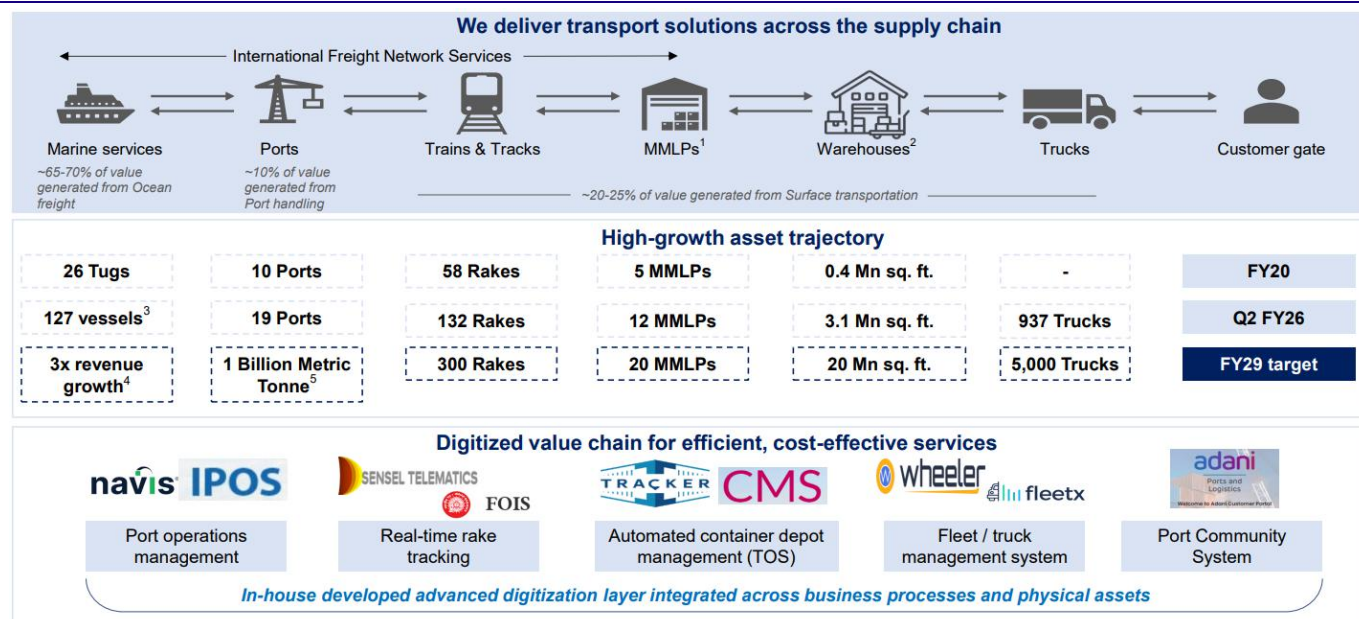 We deliver transport solutions across the supply chain
International Freight Network Services
Marine services
Ports
Trains & Tracks
MMLPs1
Warehouses2
Trucks
Customer gate
~65-70% of value
generated from Ocean
freight
~10% of value
generated from
Port handling
~20-25% of value generated from Surface transportation
High-growth asset trajectory
26 Tugs
10 Ports
58 Rakes
5 MMLPs
0.4 Mn sq. ft.
-
FY20
127 vessels3
19 Ports
132 Rakes
12 MMLPs
3.1 Mn sq. ft.
937 Trucks
Q2 FY26
3x revenue
growth4
1 Billion Metric
Tonne5
300 Rakes
20 MMLPs
20 Mn sq. ft.
5,000 Trucks
FY29 target
Digitized value chain for efficient, cost-effective services
navis
IPOS
SENSEL TELEMATICS
FOIS
TRACKER
CMS
wheeler
fleetx
adani
Ports and
Logistics
Welcome to Adani Customer Portal
Port operations
management
Real-time rake
tracking
Automated container depot
management (TOS)
Fleet / truck
management system
Port Community
System
In-house developed advanced digitization layer integrated across business processes and physical assets